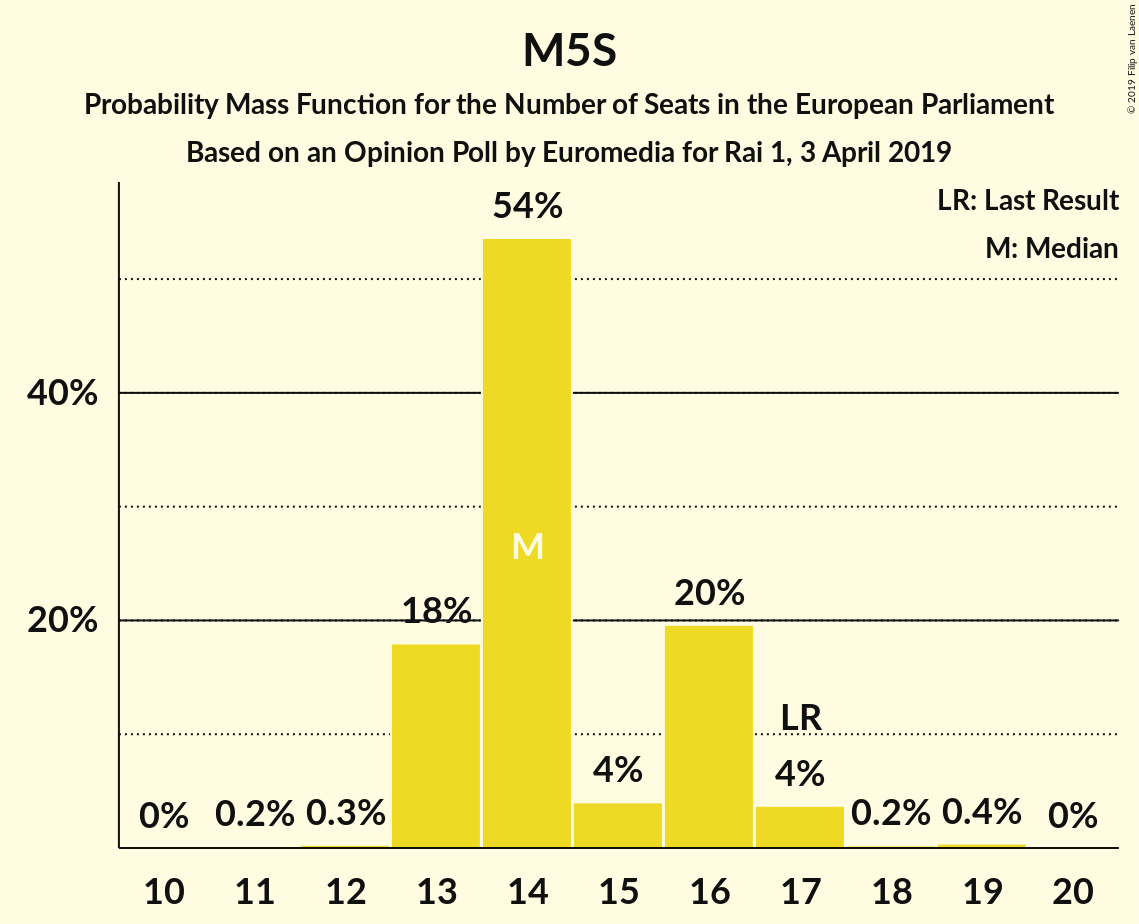 M5S
Probability Mass Function for the Number of Seats in the European Parliament
Based on an Opinion Poll by Euromedia for Rai 1, 3 April 2019
© 2019 Filip van Laenen
LR: Last Result
M: Median
54%
40%
M
20%
18%
20%
LR
4%
4%
0%
0.2%
0.3%
0.2%
0.4%
0%
10 11 12 13 14 15 16 17 18 19 20